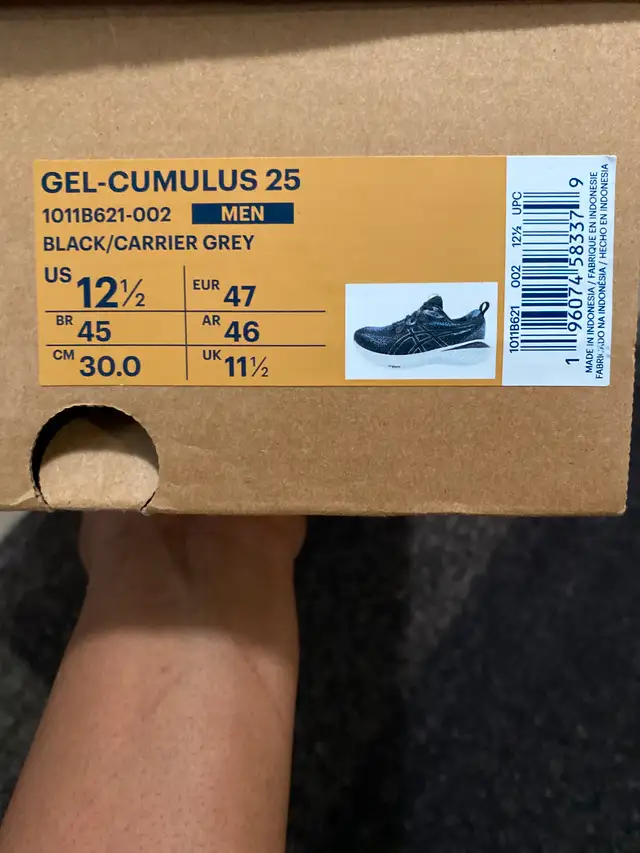 GEL-CUMULUS 25
1011B621-002 MEN
BLACK/CARRIER GREY
US 12½ EUR 47
BR 45 AR 46
CM 30.0 UK 11½
1011B621 002 12½ UPC
1 96074 58337 9
MADE IN INDONESIA / FABRIQUE EN INDONESIE
FABRICADO NA INDONÉSIA / HECHO EN INDONESIA